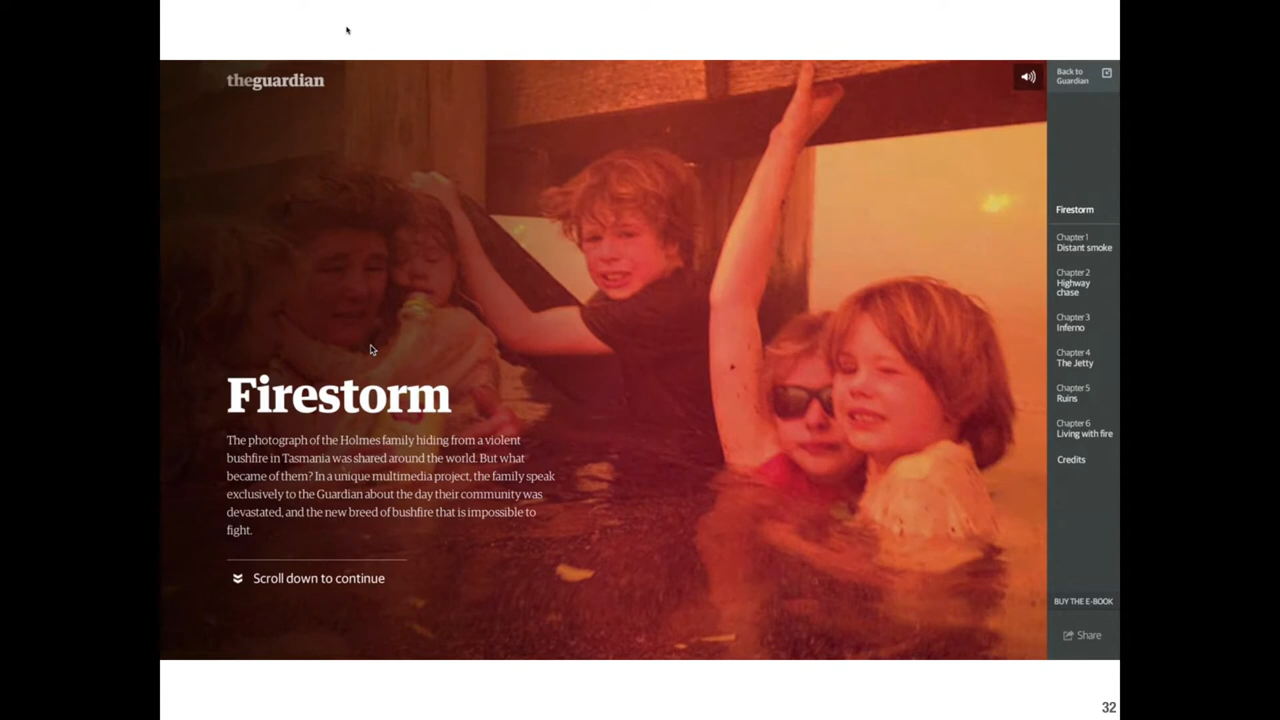 theguardian
Back to
Guardian
Firestorm
Chapter 1
Distant smoke
Chapter 2
Highway
chase
Chapter 3
Inferno
Chapter 4
The Jetty
Chapter 5
Ruins
Chapter 6
Living with fire
Credits
BUY THE E-BOOK
Share
Firestorm
The photograph of the Holmes family hiding from a violent
bushfire in Tasmania was shared around the world. But what
became of them? In a unique multimedia project, the family speak
exclusively to the Guardian about the day their community was
devastated, and the new breed of bushfire that is impossible to
fight.
Scroll down to continue
32